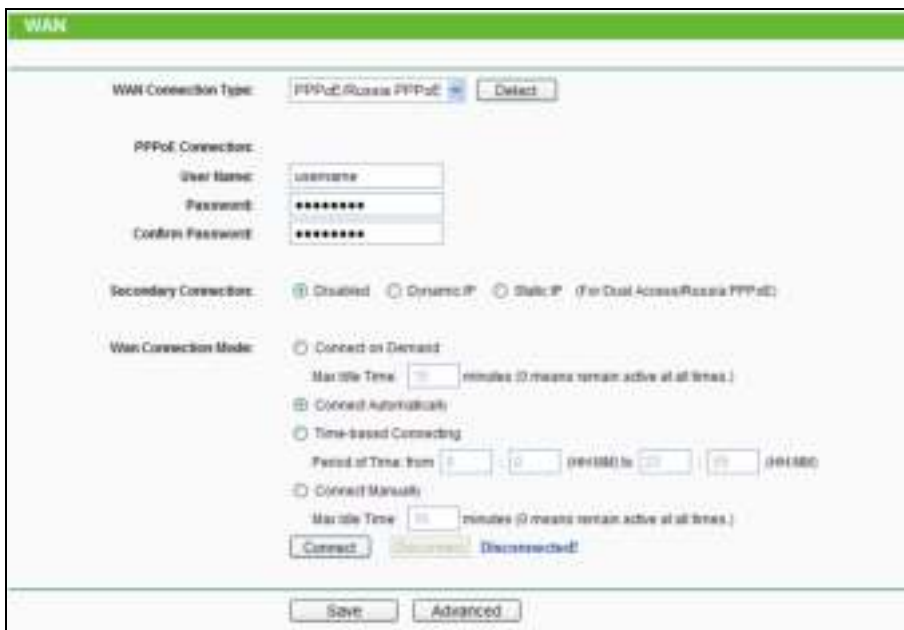 WAN
WAN Connection Type: PPPoE/Russia PPPoE Detect
PPPoE Connection:
User Name: username
Password: ●●●●●●●●
Confirm Password: ●●●●●●●●
Secondary Connection: Disabled Dynamic IP Static IP (For Dual Access/Russia PPPoE)
Wan Connection Mode: Connect on Demand
Max Idle Time: minutes (0 means remain active at all times.)
Connect Automatically
Time-based Connecting
Period of Time: from 0 : 0 (HH:MM) to 23 : 59 (HH:MM)
Connect Manually
Max Idle Time: minutes (0 means remain active at all times.)
Connect Disconnect Disconnected!
Save Advanced